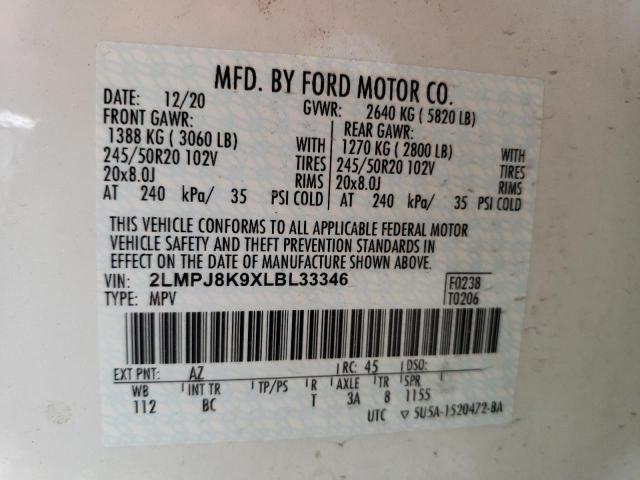 MFD. BY FORD MOTOR CO.
DATE: 12/20 GVWR: 2640 KG ( 5820 LB)
FRONT GAWR: REAR GAWR:
1388 KG ( 3060 LB) WITH 1270 KG ( 2800 LB) WITH
245/50R20 102V TIRES 245/50R20 102V TIRES
20x8.0J RIMS 20x8.0J RIMS
AT 240 kPa/ 35 PSI COLD AT 240 kPa/ 35 PSI COLD
THIS VEHICLE CONFORMS TO ALL APPLICABLE FEDERAL MOTOR
VEHICLE SAFETY AND THEFT PREVENTION STANDARDS IN
EFFECT ON THE DATE OF MANUFACTURE SHOWN ABOVE.
VIN: 2LMPJ8K9XLBL33346 F0238
TYPE: MPV T0206
EXT PNT: AZ RC: 45 DSO:
WB INT TR TP/PS R AXLE TR SPR
112 BC T 3A 8 1155
UTC ▽ 5U5A-1520472-BA